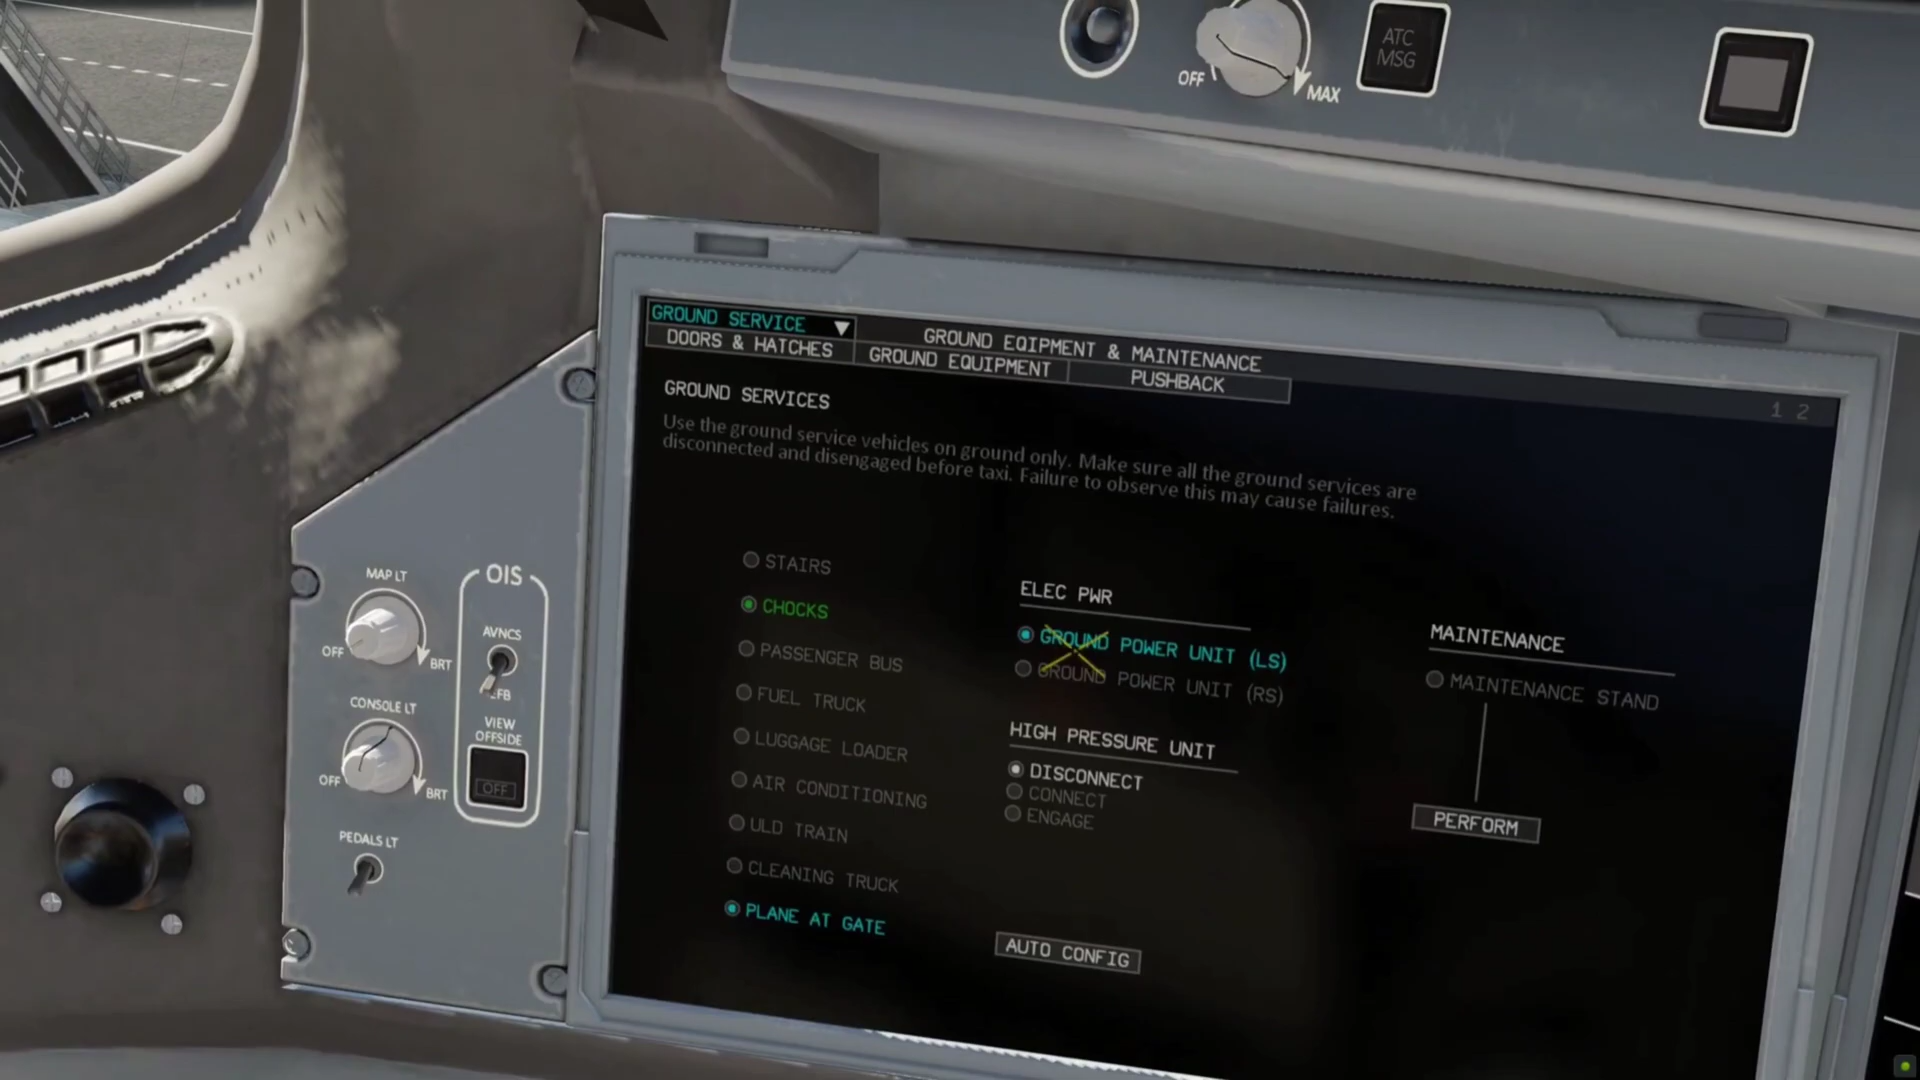 ATC
MSG
OFF
MAX
GROUND SERVICE
GROUND EQIPMENT & MAINTENANCE
DOORS & HATCHES
GROUND EQUIPMENT
PUSHBACK
1 2
GROUND SERVICES
Use the ground service vehicles on ground only. Make sure all the ground services are
disconnected and disengaged before taxi. Failure to observe this may cause failures.
STAIRS
CHOCKS
PASSENGER BUS
FUEL TRUCK
LUGGAGE LOADER
AIR CONDITIONING
ULD TRAIN
CLEANING TRUCK
PLANE AT GATE
ELEC PWR
GROUND POWER UNIT (LS)
GROUND POWER UNIT (RS)
HIGH PRESSURE UNIT
DISCONNECT
CONNECT
ENGAGE
AUTO CONFIG
MAINTENANCE
MAINTENANCE STAND
PERFORM
MAP LT
OFF
BRT
OIS
AVNCS
CONSOLE LT
OFF
BRT
VIEW
OFFSIDE
OFF
PEDALS LT